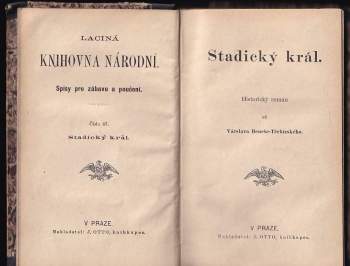 LACINÁ
KNIHOVNA NÁRODNÍ.
Spisy pro zábavu a poučení.
Číslo
Stadický král.
V PRAZE.
Nakladatel: J. OTTO, knihkupec.
Stadický král.
Historický román
od
Václava Beneše-Třebízského.
V PRAZE.
Nakladatel: J. OTTO, knihkupec.